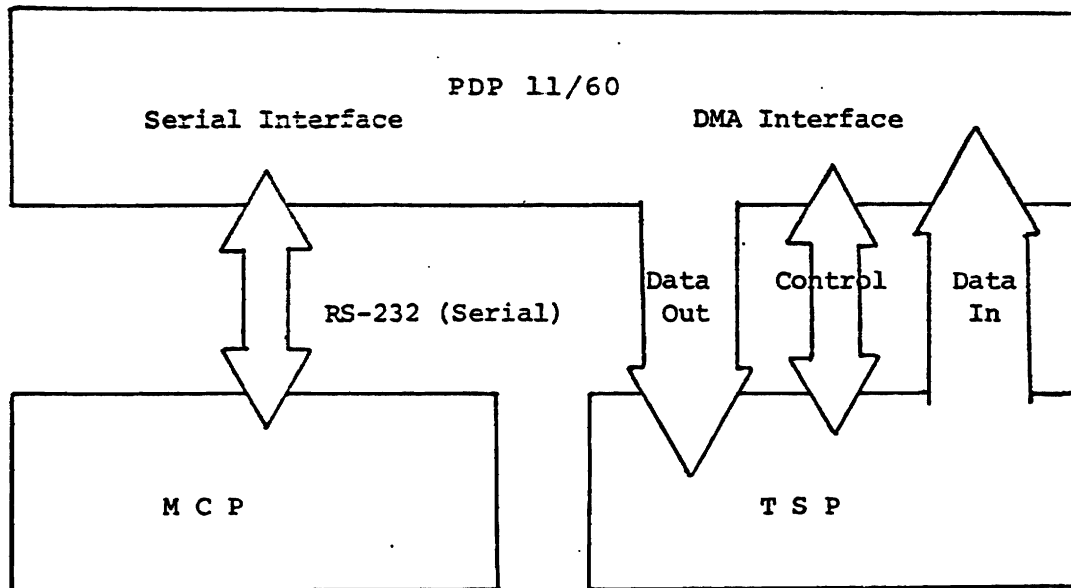 PDP 11/60
Serial Interface
DMA Interface
Data Out
Control
Data In
RS-232 (Serial)
M C P
T S P